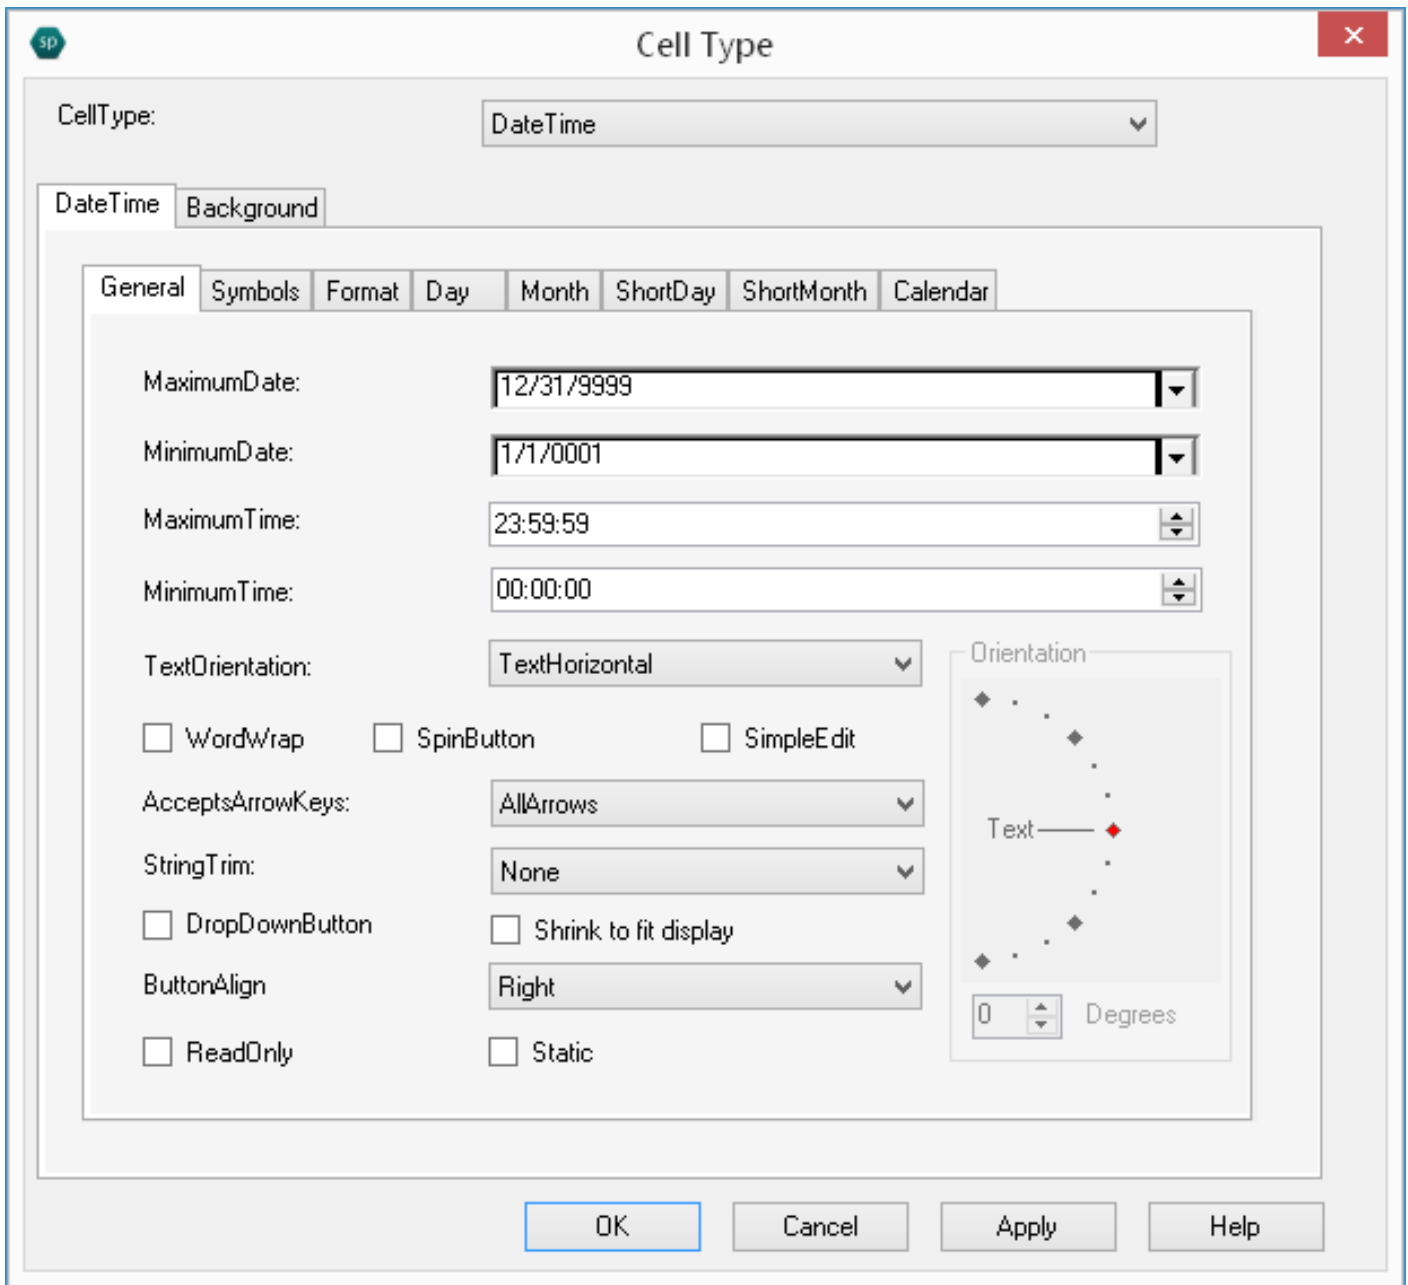 sp
Cell Type
CellType:
DateTime
DateTime
Background
General
Symbols
Format
Day
Month
ShortDay
ShortMonth
Calendar
MaximumDate:
12/31/9999
MinimumDate:
1/1/0001
MaximumTime:
23:59:59
MinimumTime:
00:00:00
TextOrientation:
TextHorizontal
Orientation
WordWrap
SpinButton
SimpleEdit
AcceptsArrowKeys:
AllArrows
Text
StringTrim:
None
DropDownButton
Shrink to fit display
ButtonAlign
Right
0
Degrees
ReadOnly
Static
OK
Cancel
Apply
Help